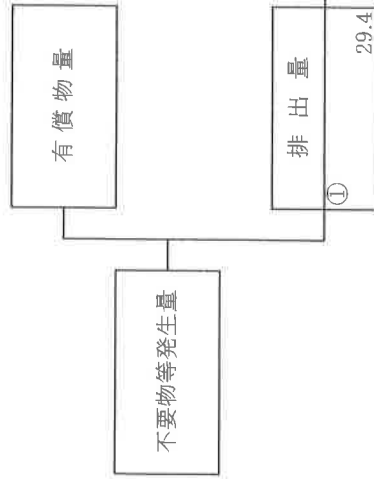 有償物量
不要物等発生量
排出量
①
29.4